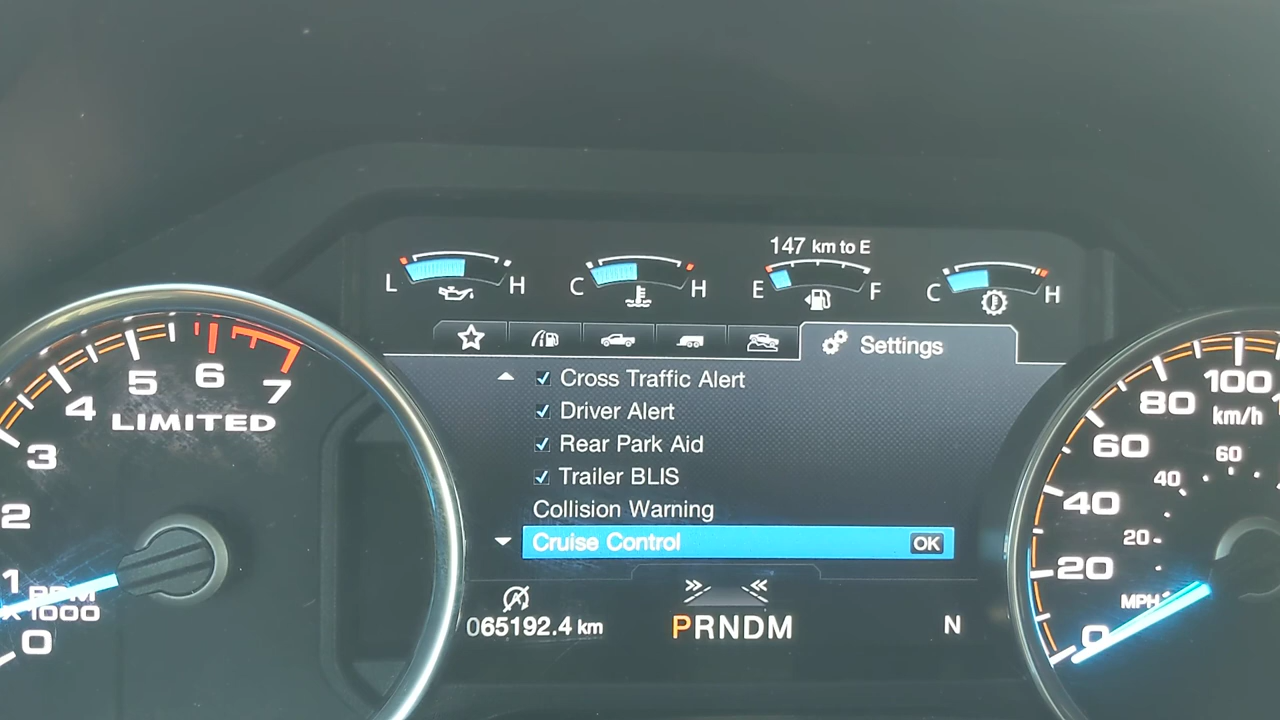 147 km to E
L H C H E F C H
Settings
Cross Traffic Alert
Driver Alert
Rear Park Aid
Trailer BLIS
Collision Warning
Cruise Control OK
065192.4 km PRNDM N
0 1 2 3 4 5 6 7
LIMITED
RPM
x 1000
0 20 40 60 80 100
km/h
20 40 60
MPH